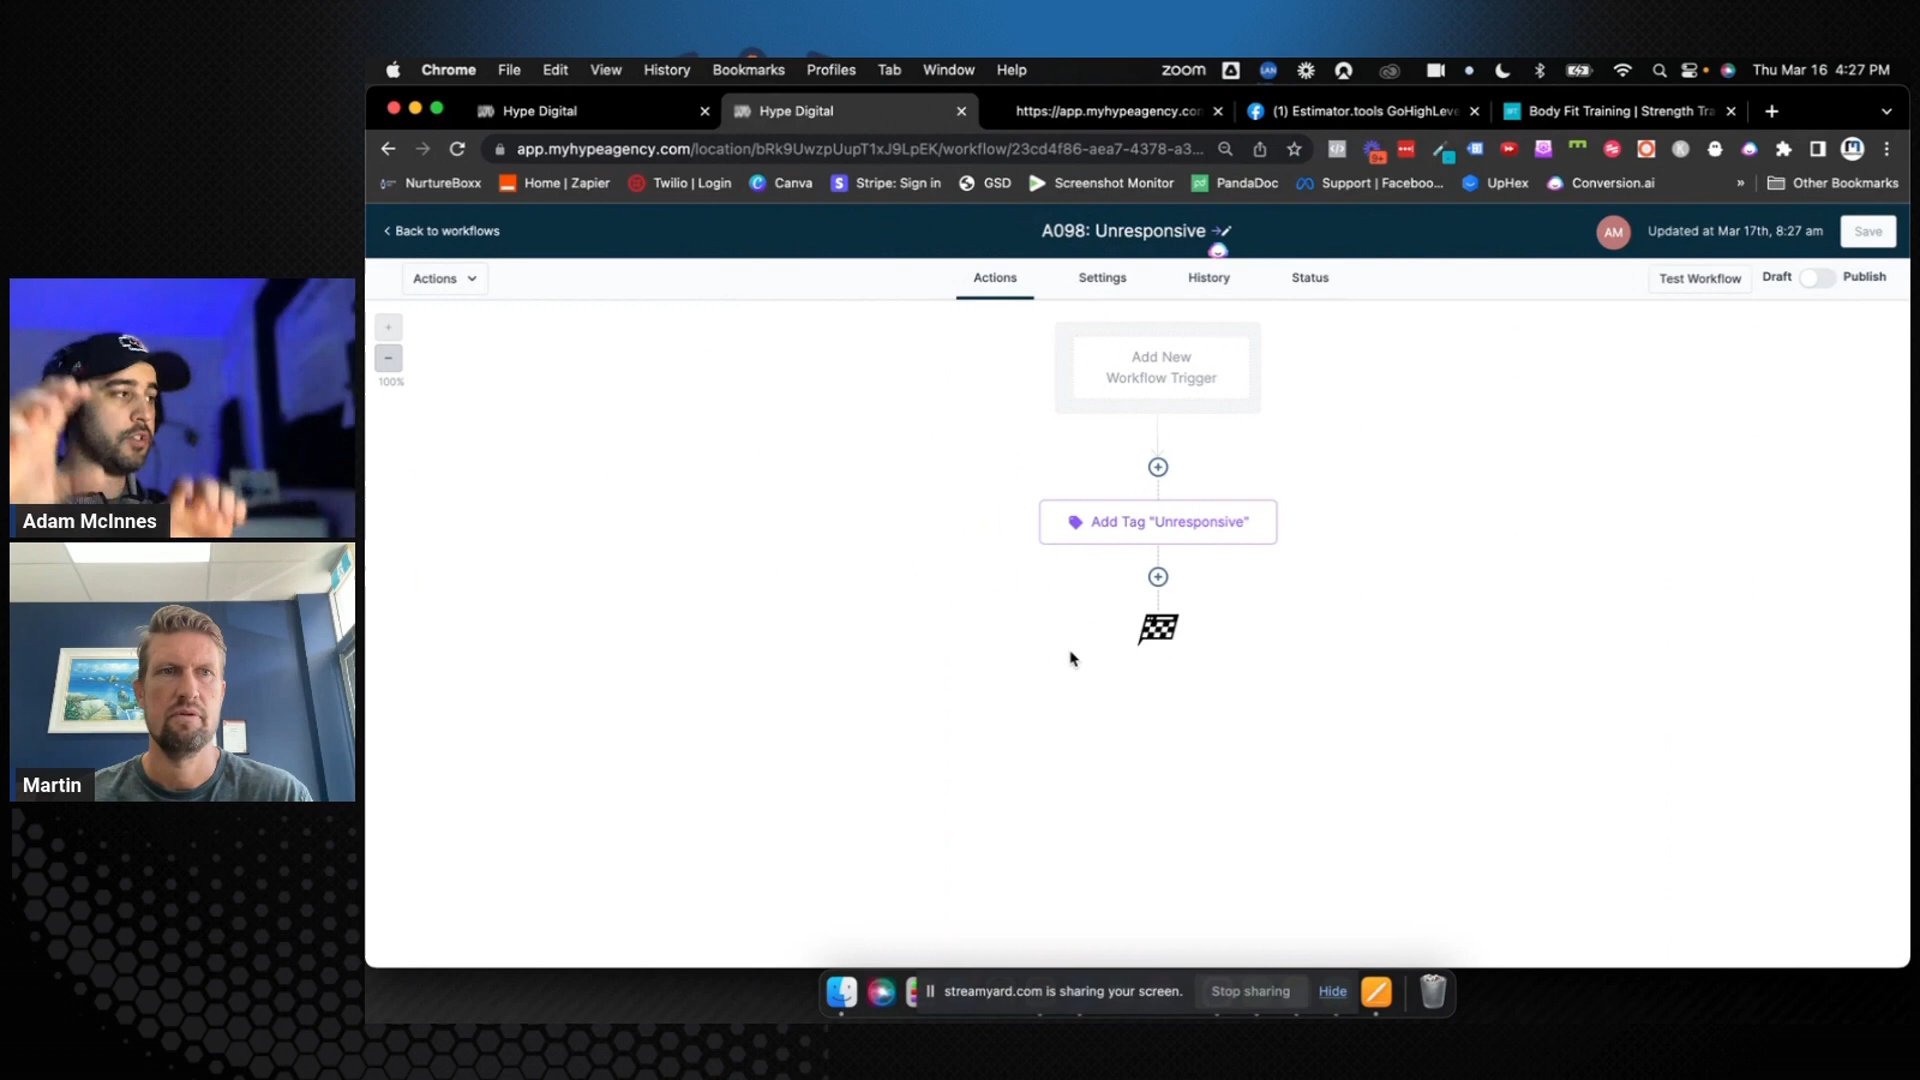 Chrome File Edit View History Bookmarks Profiles Tab Window Help
zoom
LAN
Thu Mar 16 4:27 PM
Hype Digital
Hype Digital
https://app.myhypeagency.con
(1) Estimator.tools GoHighLeve
Body Fit Training | Strength Tra
app.myhypeagency.com/location/bRk9UwzpUupT1xJ9LpEK/workflow/23cd4f86-aea7-4378-a3...
9+
NurtureBoxx
Home | Zapier
Twilio | Login
Canva
Stripe: Sign in
GSD
Screenshot Monitor
PandaDoc
Support | Faceboo...
UpHex
Conversion.ai
»
Other Bookmarks
Back to workflows
A098: Unresponsive
AM
Updated at Mar 17th, 8:27 am
Save
Actions
Actions
Settings
History
Status
Test Workflow
Draft
Publish
100%
Add New
Workflow Trigger
Add Tag "Unresponsive"
Adam McInnes
Martin
streamyard.com is sharing your screen.
Stop sharing
Hide